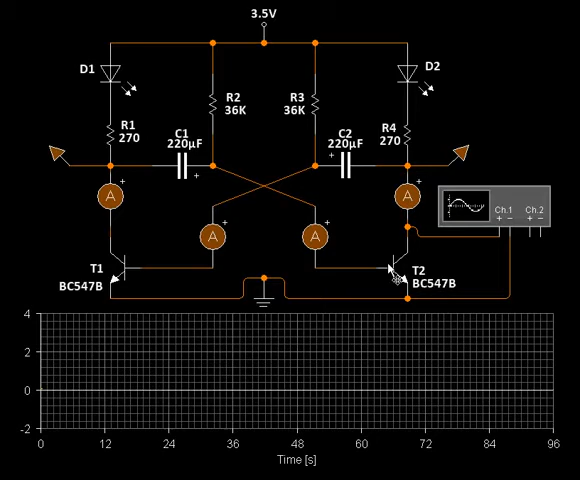 3.5V
D1
D2
R2
36K
R3
36K
R1
270
C1
220µF
+
C2
220µF
+
R4
270
+
A
+
A
+
A
+
A
Ch.1
Ch.2
+ − + −
T1
BC547B
T2
BC547B
4
2
0
-2
0 12 24 36 48 60 72 84 96
Time [s]